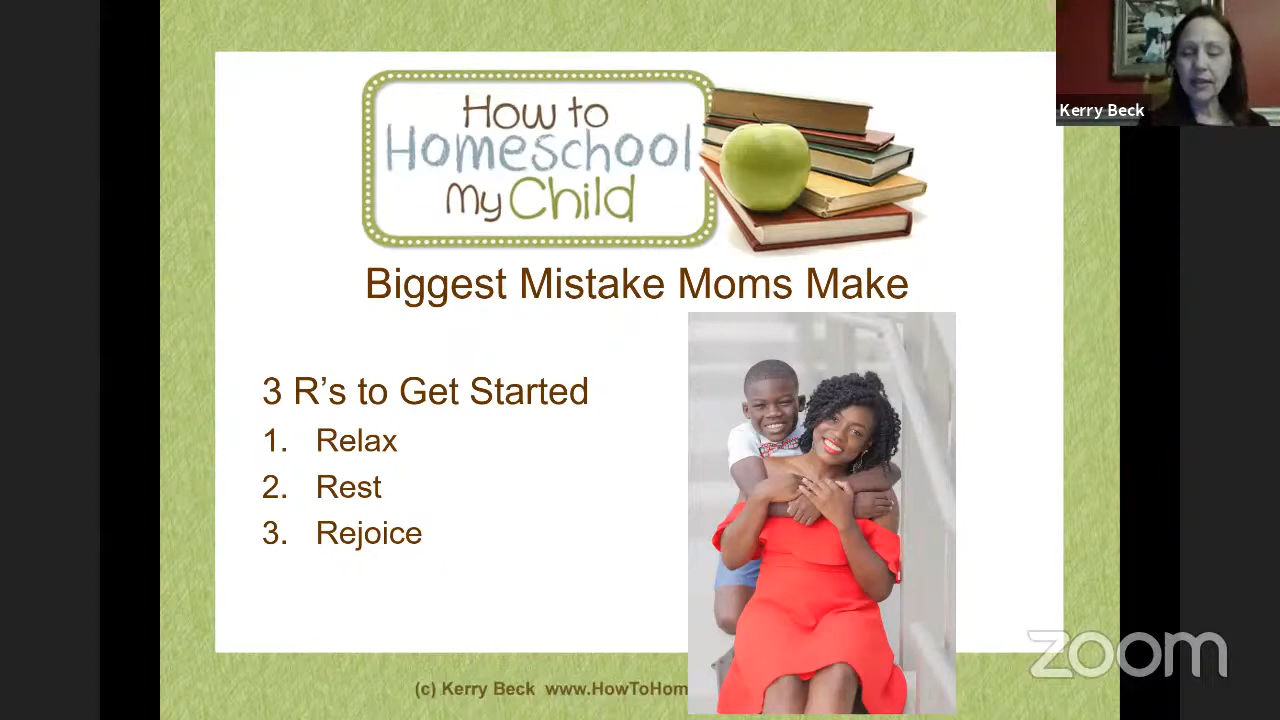 How to
Homeschool
My Child
Kerry Beck
Biggest Mistake Moms Make
3 R's to Get Started
1. Relax
2. Rest
3. Rejoice
(c) Kerry Beck www.HowToHom
zoom